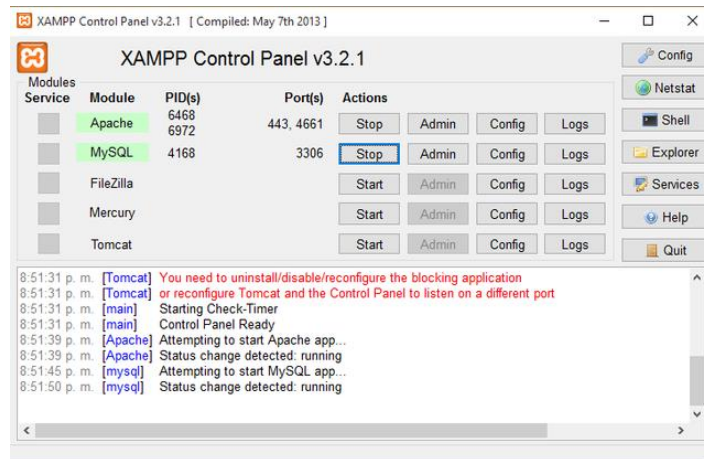 XAMPP Control Panel v3.2.1 [ Compiled: May 7th 2013 ]
XAMPP Control Panel v3.2.1
Config
Modules
Service Module PID(s) Port(s) Actions
Netstat
Apache 6468 6972 443, 4661 Stop Admin Config Logs
Shell
MySQL 4168 3306 Stop Admin Config Logs
Explorer
FileZilla Start Admin Config Logs
Services
Mercury Start Admin Config Logs
Help
Tomcat Start Admin Config Logs
Quit
8:51:31 p. m. [Tomcat] You need to uninstall/disable/reconfigure the blocking application
8:51:31 p. m. [Tomcat] or reconfigure Tomcat and the Control Panel to listen on a different port
8:51:31 p. m. [main] Starting Check-Timer
8:51:31 p. m. [main] Control Panel Ready
8:51:39 p. m. [Apache] Attempting to start Apache app...
8:51:39 p. m. [Apache] Status change detected: running
8:51:45 p. m. [mysql] Attempting to start MySQL app...
8:51:50 p. m. [mysql] Status change detected: running